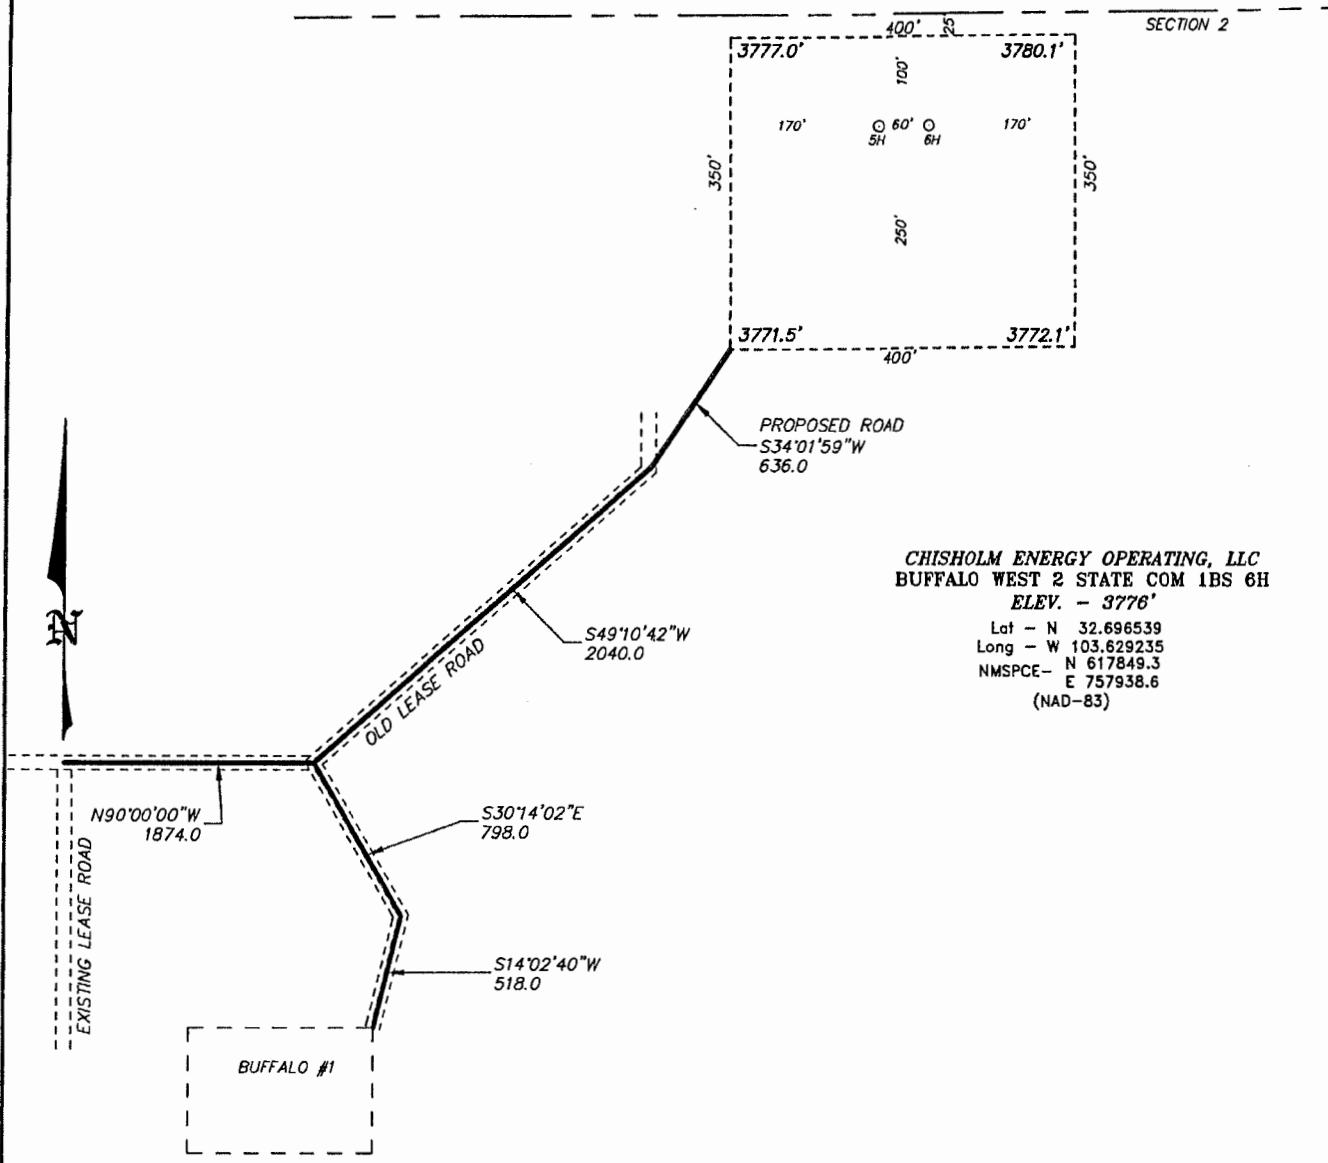 SECTION 2
400'
25'
3777.0'
3780.1'
100'
170'
60'
170'
5H
6H
350'
350'
250'
3771.5'
3772.1'
400'
PROPOSED ROAD
S34°01'59"W
636.0
CHISHOLM ENERGY OPERATING, LLC
BUFFALO WEST 2 STATE COM 1BS 6H
ELEV. - 3776'
Lat - N 32.696539
Long - W 103.629235
NMSPCE- N 617849.3
E 757938.6
(NAD-83)
N
S49°10'42"W
2040.0
OLD LEASE ROAD
N90°00'00"W
1874.0
S30°14'02"E
798.0
EXISTING LEASE ROAD
S14°02'40"W
518.0
BUFFALO #1